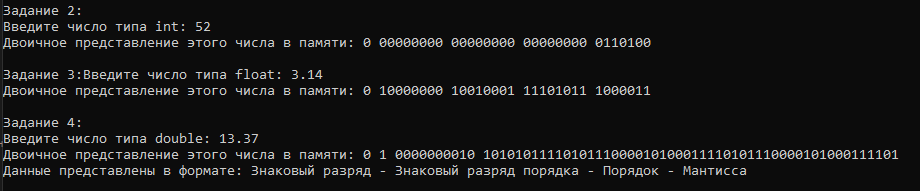 Задание 2:
Введите число типа int: 52
Двоичное представление этого числа в памяти: 0 00000000 00000000 00000000 0110100
Задание 3:Введите число типа float: 3.14
Двоичное представление этого числа в памяти: 0 10000000 10010001 11101011 1000011
Задание 4:
Введите число типа double: 13.37
Двоичное представление этого числа в памяти: 0 1 0000000010 1010101111010111000010100011110101110000101000111101
Данные представлены в формате: Знаковый разряд - Знаковый разряд порядка - Порядок - Мантисса